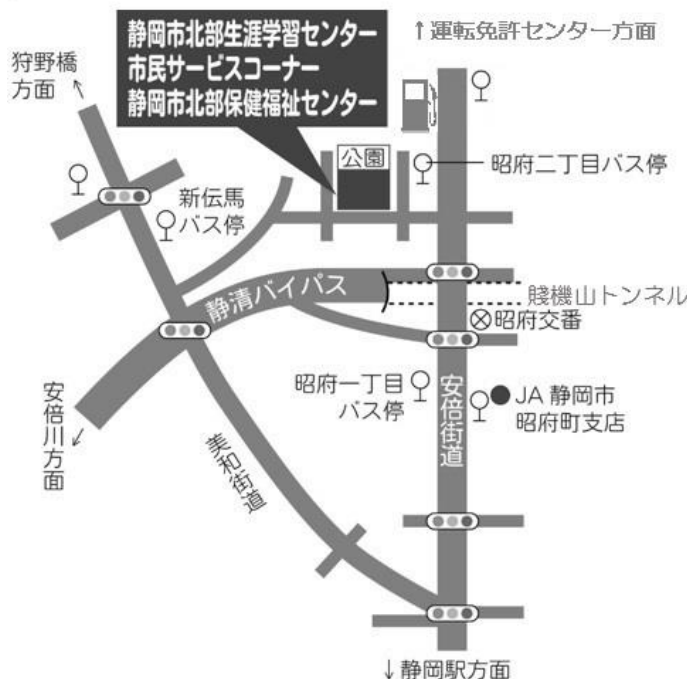 静岡市北部生涯学習センター
市民サービスコーナー
静岡市北部保健福祉センター
↑運転免許センター方面
狩野橋
方面
公園
昭府二丁目バス停
新伝馬
バス停
静清バイパス
賤機山トンネル
昭府交番
昭府一丁目
バス停
安倍街道
JA 静岡市
昭府町支店
安倍川方面
美和街道
↓静岡駅方面